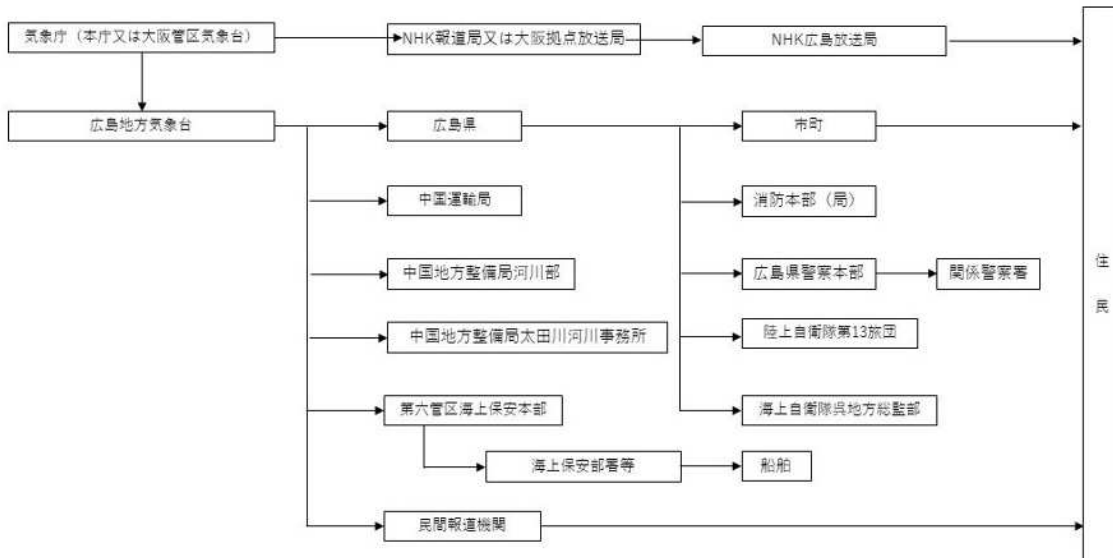 気象庁（本庁又は大阪管区気象台）
NHK報道局又は大阪拠点放送局
NHK広島放送局
広島地方気象台
広島県
市町
中国運輸局
消防本部（局）
中国地方整備局河川部
広島県警察本部
関係警察署
中国地方整備局太田川河川事務所
陸上自衛隊第13旅団
第六管区海上保安本部
海上自衛隊呉地方総監部
海上保安部署等
船舶
民間報道機関
住民